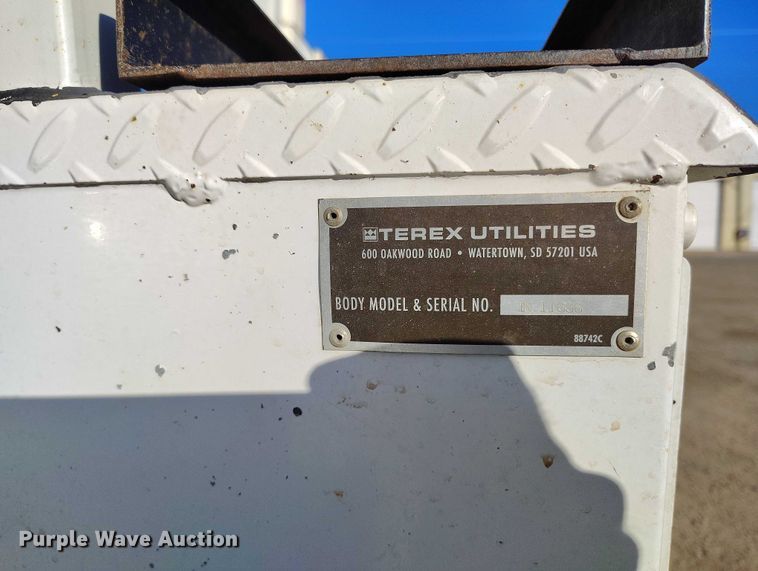 TEREX UTILITIES
600 OAKWOOD ROAD • WATERTOWN, SD 57201 USA
BODY MODEL & SERIAL NO.
88742C
Purple Wave Auction